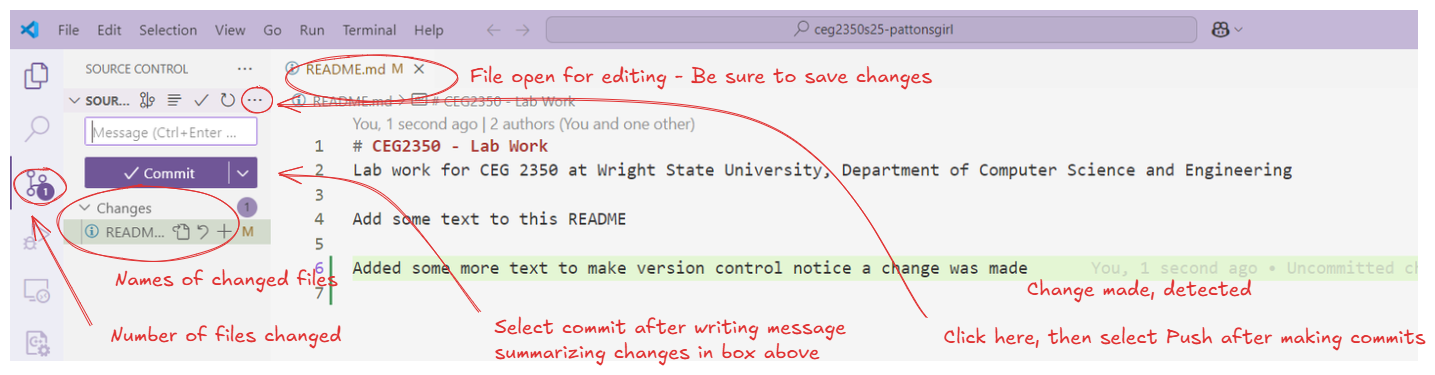 File Edit Selection View Go Run Terminal Help
ceg2350s25-pattonsgirl
SOURCE CONTROL ...
README.md M
File open for editing - Be sure to save changes
SOUR... ...
README.md > # CEG2350 - Lab Work
Message (Ctrl+Enter ...
You, 1 second ago | 2 authors (You and one other)
1 # CEG2350 - Lab Work
Commit
2 Lab work for CEG 2350 at Wright State University, Department of Computer Science and Engineering
1
3
Changes 1
4 Add some text to this README
READM... M
5
6 Added some more text to make version control notice a change was made
You, 1 second ago • Uncommitted ch
7
Names of changed files
Change made, detected
Number of files changed
Select commit after writing message
summarizing changes in box above
Click here, then select Push after making commits